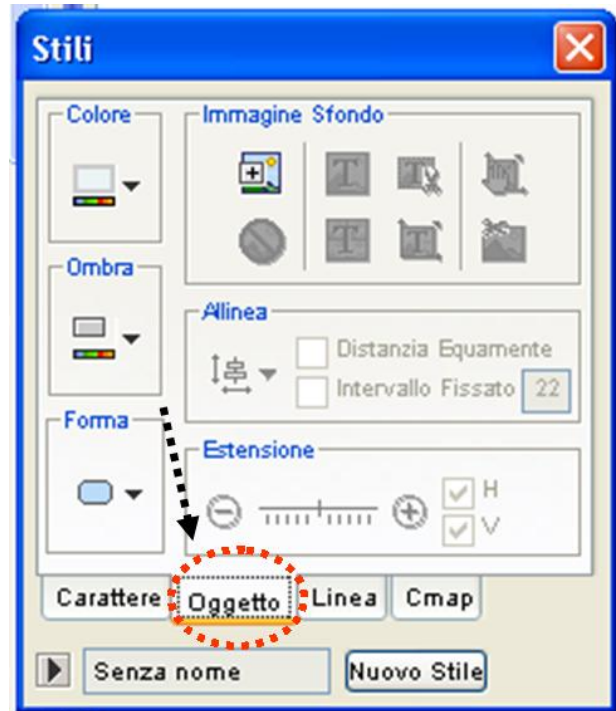 Stili
Colore
Immagine Sfondo
Ombra
Allinea
Distanzia Equamente
Intervallo Fissato 22
Forma
Estensione
H
V
Carattere Oggetto Linea Cmap
Senza nome Nuovo Stile